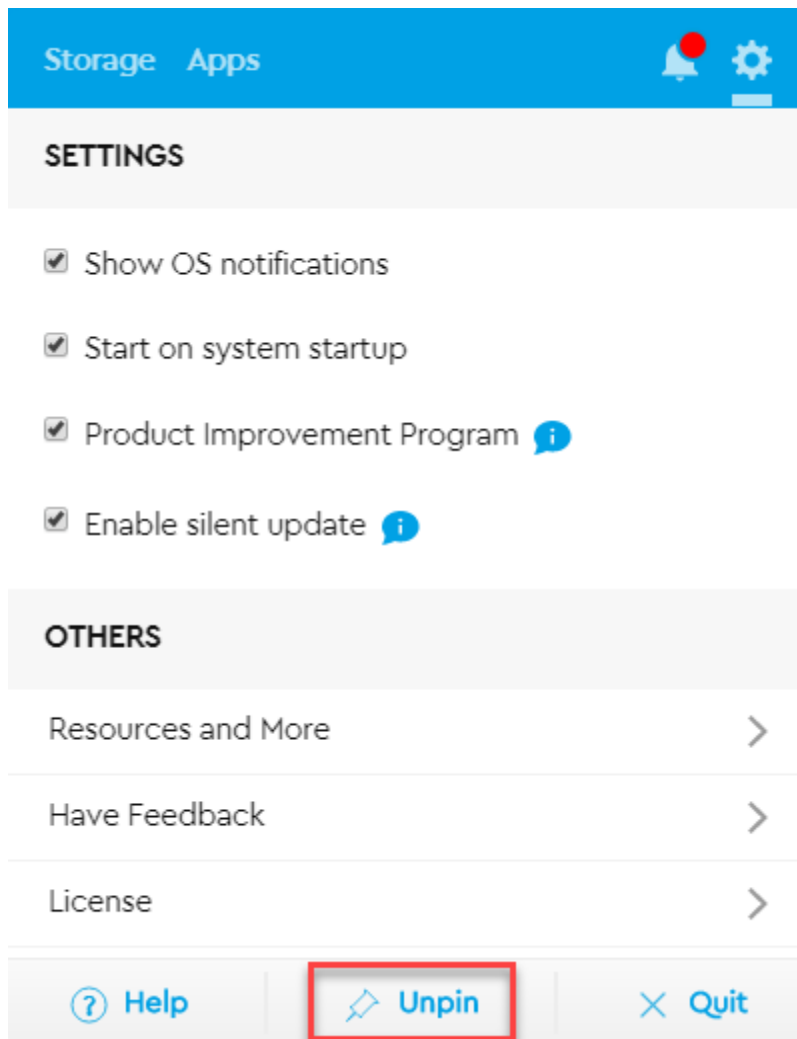 Storage Apps
SETTINGS
Show OS notifications
Start on system startup
Product Improvement Program i
Enable silent update i
OTHERS
Resources and More
Have Feedback
License
? Help Unpin Quit